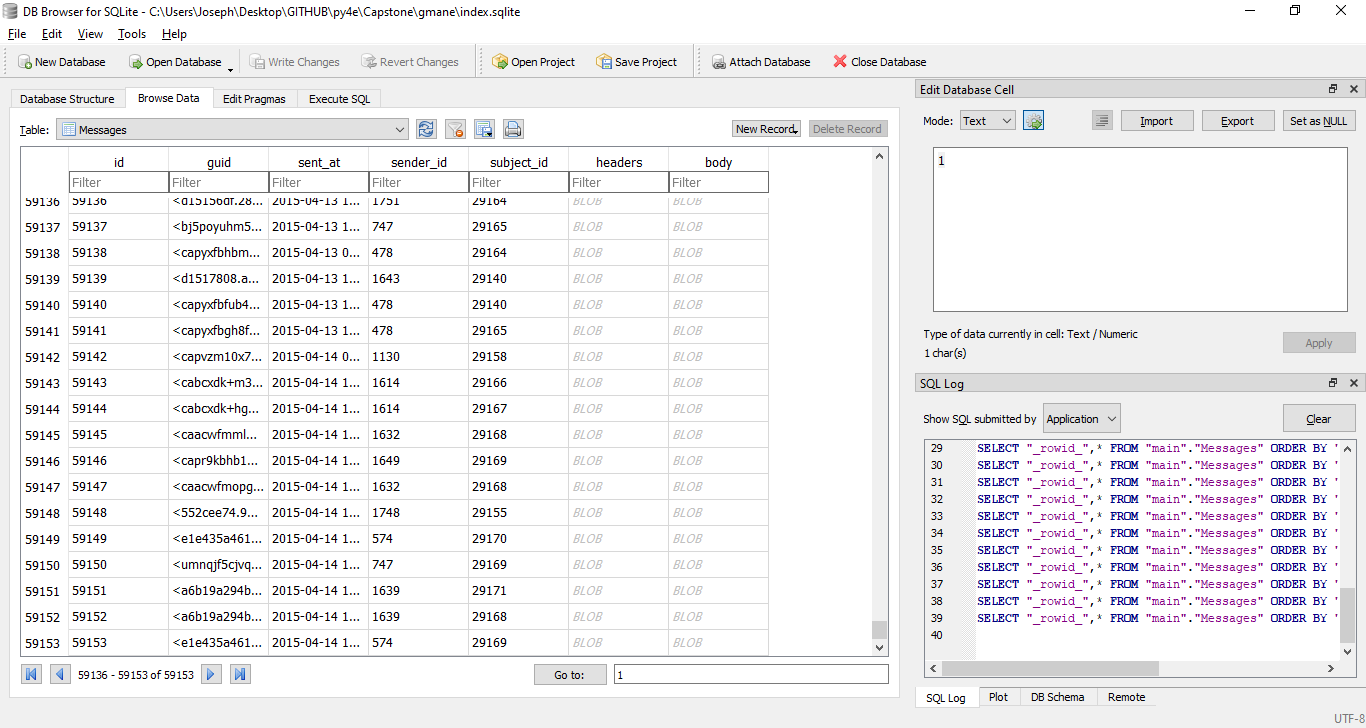 DB Browser for SQLite - C:\Users\Joseph\Desktop\GITHUB\py4e\Capstone\gmane\index.sqlite
File Edit View Tools Help
New Database Open Database Write Changes Revert Changes Open Project Save Project Attach Database Close Database
Database Structure Browse Data Edit Pragmas Execute SQL
Table: Messages New Record Delete Record
id guid sent_at sender_id subject_id headers body
Filter Filter Filter Filter Filter Filter Filter
59136 59136 <d15156df.28... 2015-04-13 1... 1751 29164 BLOB BLOB
59137 59137 <bj5poyuhm5... 2015-04-13 1... 747 29165 BLOB BLOB
59138 59138 <capyxfbhbm... 2015-04-13 0... 478 29164 BLOB BLOB
59139 59139 <d1517808.a... 2015-04-13 1... 1643 29140 BLOB BLOB
59140 59140 <capyxfbfub4... 2015-04-13 1... 478 29140 BLOB BLOB
59141 59141 <capyxfbgh8f... 2015-04-13 1... 478 29165 BLOB BLOB
59142 59142 <capvzm10x7... 2015-04-14 0... 1130 29158 BLOB BLOB
59143 59143 <cabcxdk+m3... 2015-04-14 1... 1614 29166 BLOB BLOB
59144 59144 <cabcxdk+hg... 2015-04-14 1... 1614 29167 BLOB BLOB
59145 59145 <caacwfmml... 2015-04-14 1... 1632 29168 BLOB BLOB
59146 59146 <capr9kbhb1... 2015-04-14 1... 1649 29169 BLOB BLOB
59147 59147 <caacwfmopg... 2015-04-14 1... 1632 29168 BLOB BLOB
59148 59148 <552cee74.9... 2015-04-14 1... 1748 29155 BLOB BLOB
59149 59149 <e1e435a461... 2015-04-14 1... 574 29170 BLOB BLOB
59150 59150 <umnqjf5cjvq... 2015-04-14 1... 747 29169 BLOB BLOB
59151 59151 <a6b19a294b... 2015-04-14 1... 1639 29171 BLOB BLOB
59152 59152 <a6b19a294b... 2015-04-14 1... 1639 29168 BLOB BLOB
59153 59153 <e1e435a461... 2015-04-14 1... 574 29169 BLOB BLOB
59136 - 59153 of 59153 Go to: 1
Edit Database Cell
Mode: Text Import Export Set as NULL
1
Type of data currently in cell: Text / Numeric
1 char(s) Apply
SQL Log
Show SQL submitted by Application Clear
29 SELECT "_rowid_",* FROM "main"."Messages" ORDER BY "
30 SELECT "_rowid_",* FROM "main"."Messages" ORDER BY "
31 SELECT "_rowid_",* FROM "main"."Messages" ORDER BY "
32 SELECT "_rowid_",* FROM "main"."Messages" ORDER BY "
33 SELECT "_rowid_",* FROM "main"."Messages" ORDER BY "
34 SELECT "_rowid_",* FROM "main"."Messages" ORDER BY "
35 SELECT "_rowid_",* FROM "main"."Messages" ORDER BY "
36 SELECT "_rowid_",* FROM "main"."Messages" ORDER BY "
37 SELECT "_rowid_",* FROM "main"."Messages" ORDER BY "
38 SELECT "_rowid_",* FROM "main"."Messages" ORDER BY "
39 SELECT "_rowid_",* FROM "main"."Messages" ORDER BY "
40
SQL Log Plot DB Schema Remote
UTF-8